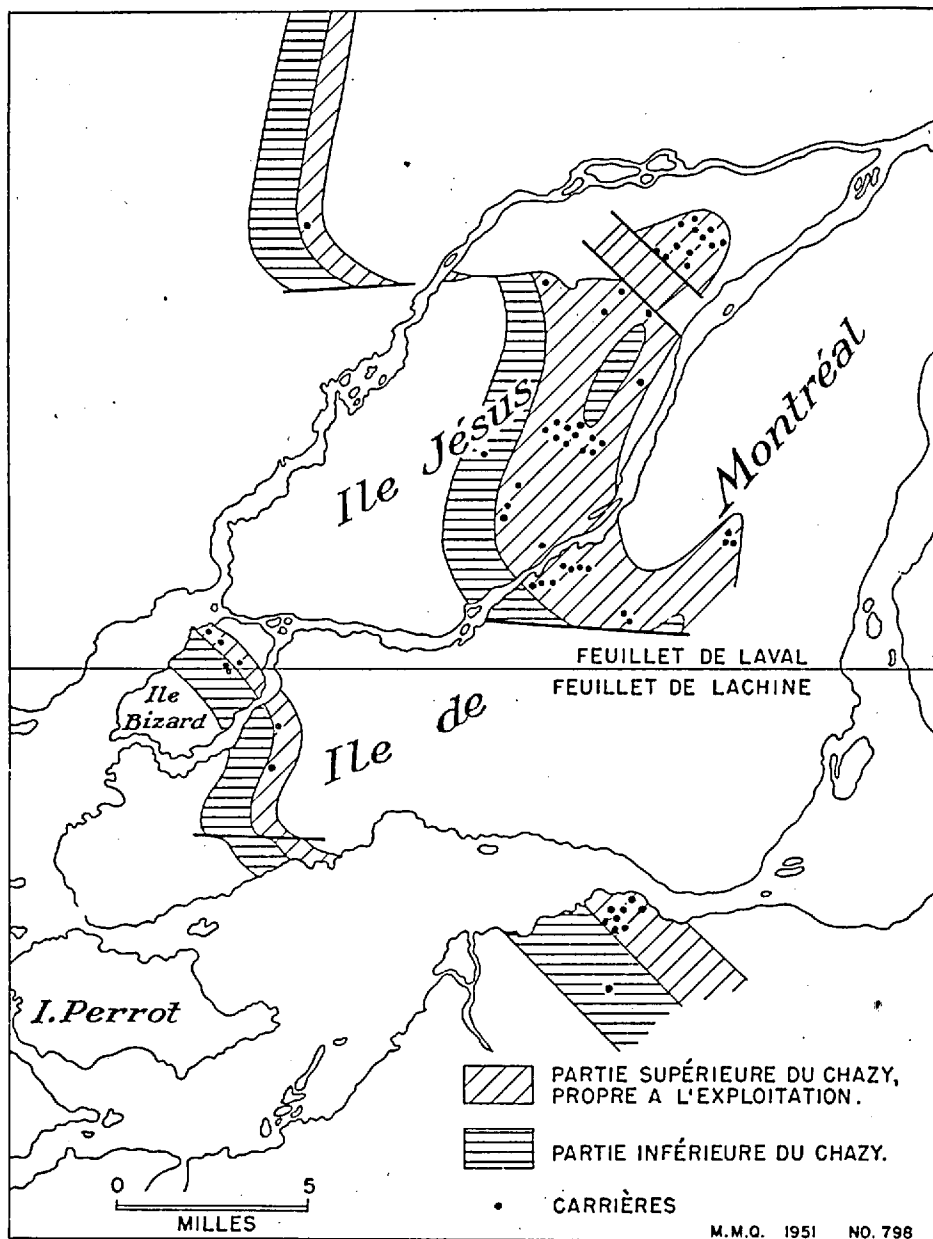 Ile Jésus
Montréal
FEUILLET DE LAVAL
FEUILLET DE LACHINE
Ile
Bizard
Ile de
I.Perrot
PARTIE SUPÉRIEURE DU CHAZY,
PROPRE A L'EXPLOITATION.
PARTIE INFÉRIEURE DU CHAZY.
CARRIÈRES
0 5
MILLES
M.M.Q. 1951 NO. 798